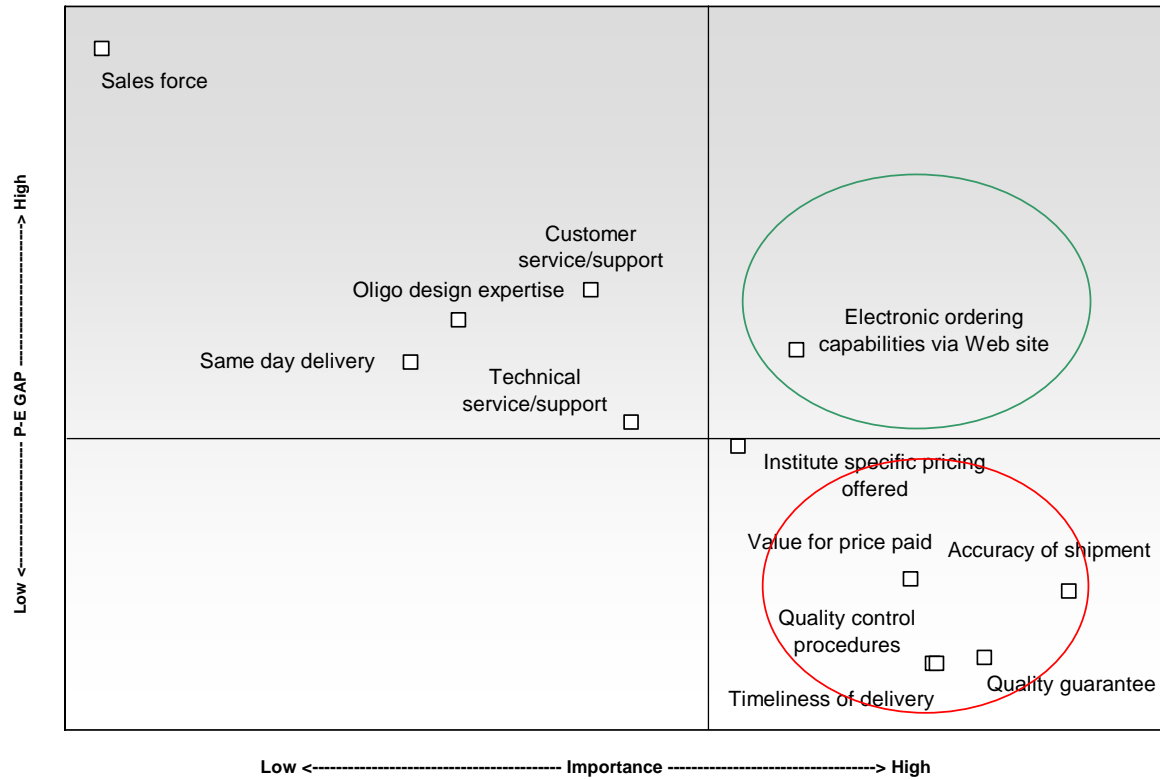 Sales force
Customer
service/support
Oligo design expertise
Same day delivery
Technical
service/support
Electronic ordering
capabilities via Web site
Institute specific pricing
offered
Value for price paid
Accuracy of shipment
Quality control
procedures
Quality guarantee
Timeliness of delivery
Low <---------------------- P-E GAP ----------------------> High
Low <----------------------------------------- Importance -----------------------------------> High